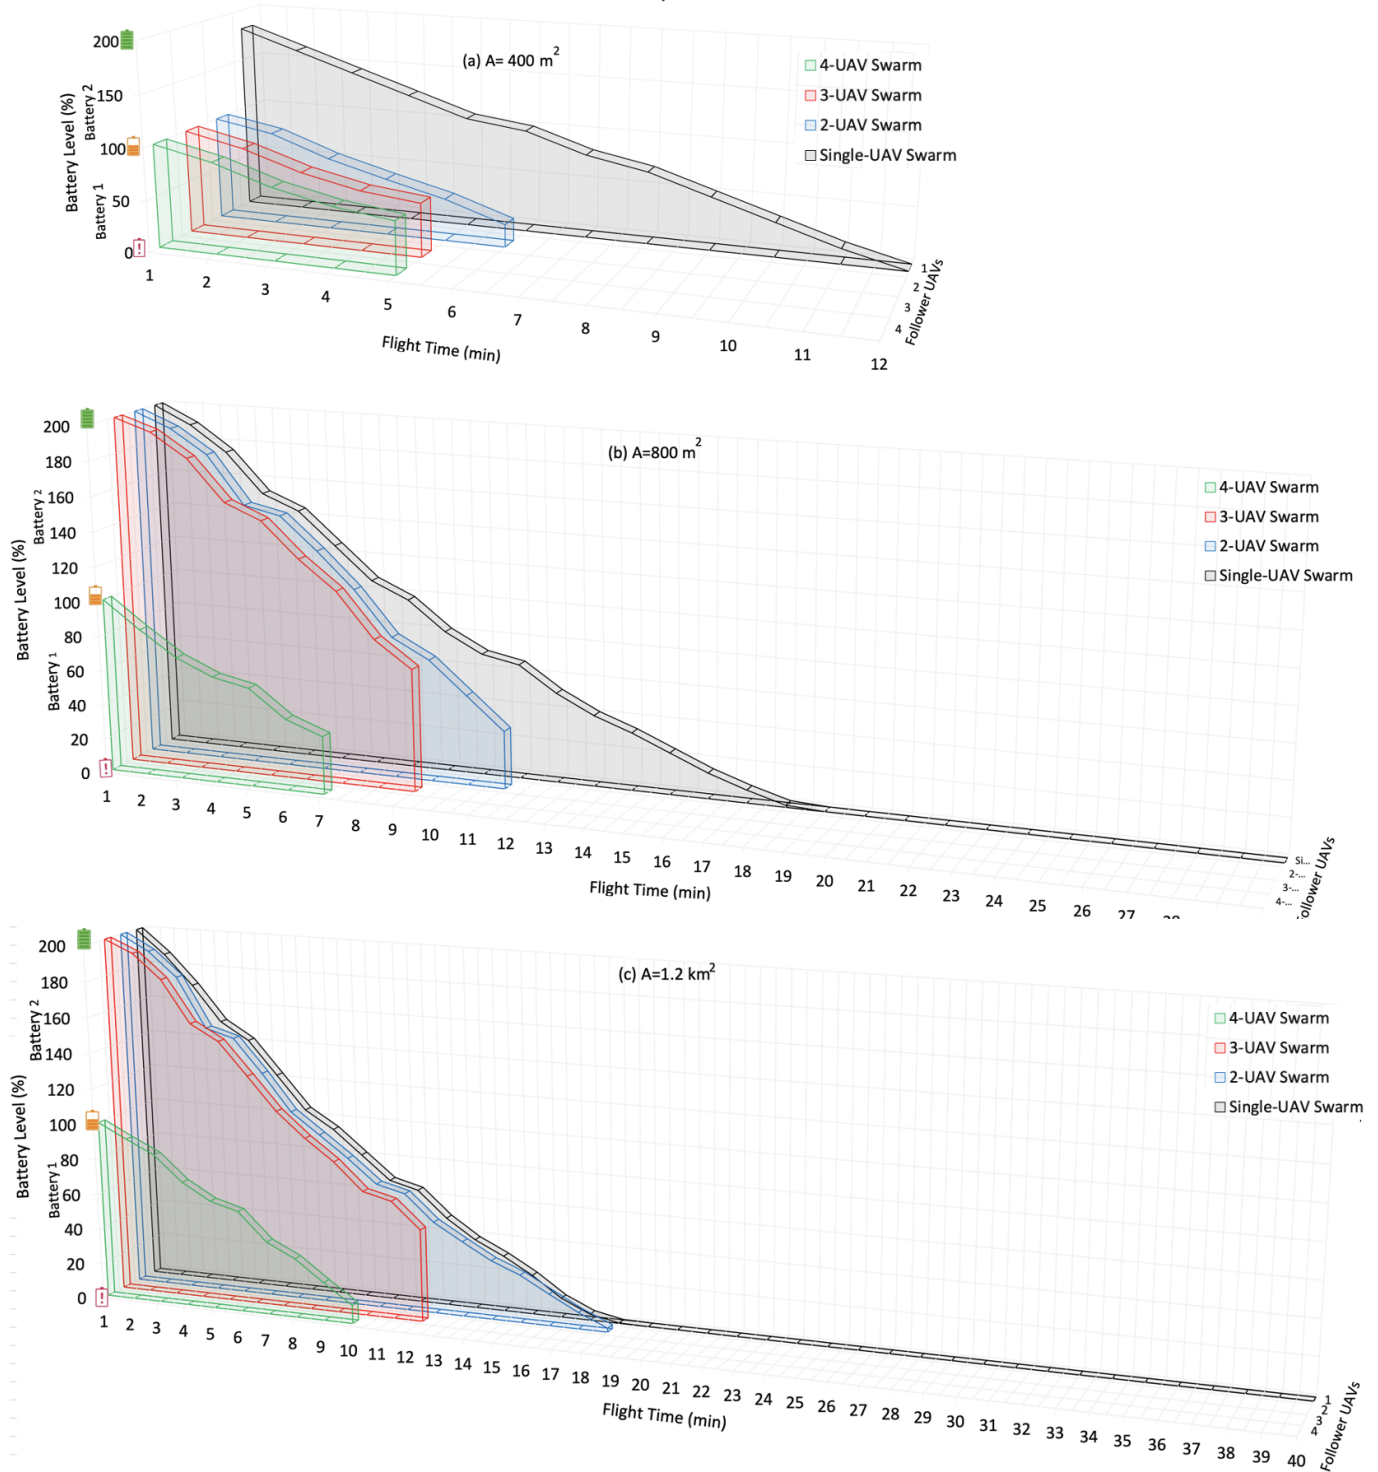 (a) A= 400 m2
4-UAV Swarm
3-UAV Swarm
2-UAV Swarm
Single-UAV Swarm
Battery Level (%)
Battery 2
Battery 1
200
150
100
50
0
!
1 2 3 4 5 6 7 8 9 10 11 12
Flight Time (min)
1
2
3
4
Follower UAVs
(b) A=800 m2
4-UAV Swarm
3-UAV Swarm
2-UAV Swarm
Single-UAV Swarm
Battery Level (%)
Battery 2
Battery 1
200
180
160
140
120
100
80
60
40
20
0
!
1 2 3 4 5 6 7 8 9 10 11 12 13 14 15 16 17 18 19 20 21 22 23 24 25 26 27
Flight Time (min)
Si...
2-...
3-...
4-...
ollower UAVs
(c) A=1.2 km2
4-UAV Swarm
3-UAV Swarm
2-UAV Swarm
Single-UAV Swarm
Battery Level (%)
Battery 2
Battery 1
200
180
160
140
120
100
80
60
40
20
0
!
1 2 3 4 5 6 7 8 9 10 11 12 13 14 15 16 17 18 19 20 21 22 23 24 25 26 27 28 29 30 31 32 33 34 35 36 37 38 39 40
Flight Time (min)
1
2
3
4
Follower UAVs